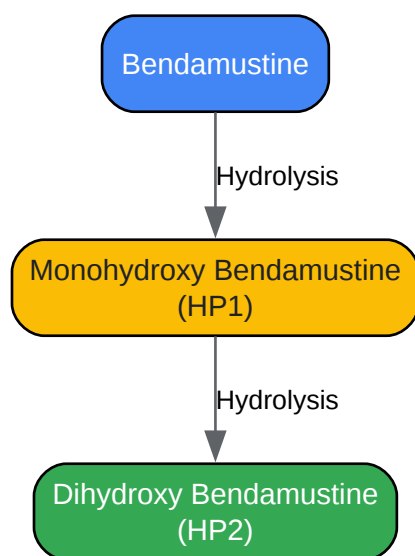 Bendamustine
Hydrolysis
Monohydroxy Bendamustine
(HP1)
Hydrolysis
Dihydroxy Bendamustine
(HP2)